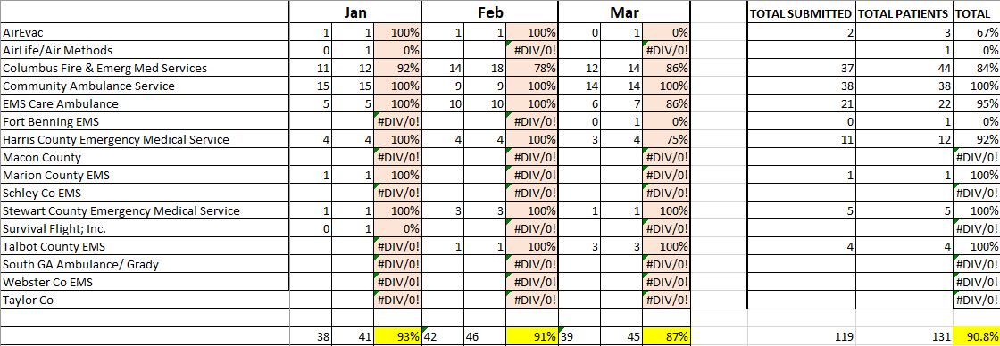 Jan Feb Mar TOTAL SUBMITTED TOTAL PATIENTS TOTAL
AirEvac 1 1 100% 1 1 100% 0 1 0% 2 3 67%
AirLife/Air Methods 0 1 0% #DIV/0! #DIV/0! 1 0%
Columbus Fire & Emerg Med Services 11 12 92% 14 18 78% 12 14 86% 37 44 84%
Community Ambulance Service 15 15 100% 9 9 100% 14 14 100% 38 38 100%
EMS Care Ambulance 5 5 100% 10 10 100% 6 7 86% 21 22 95%
Fort Benning EMS #DIV/0! #DIV/0! 0 1 0% 0 1 0%
Harris County Emergency Medical Service 4 4 100% 4 4 100% 3 4 75% 11 12 92%
Macon County #DIV/0! #DIV/0! #DIV/0! #DIV/0!
Marion County EMS 1 1 100% #DIV/0! #DIV/0! 1 1 100%
Schley Co EMS #DIV/0! #DIV/0! #DIV/0! #DIV/0!
Stewart County Emergency Medical Service 1 1 100% 3 3 100% 1 1 100% 5 5 100%
Survival Flight; Inc. 0 1 0% #DIV/0! #DIV/0! #DIV/0!
Talbot County EMS #DIV/0! 1 1 100% 3 3 100% 4 4 100%
South GA Ambulance/ Grady #DIV/0! #DIV/0! #DIV/0! #DIV/0!
Webster Co EMS #DIV/0! #DIV/0! #DIV/0! #DIV/0!
Taylor Co #DIV/0! #DIV/0! #DIV/0! #DIV/0!
38 41 93% 42 46 91% 39 45 87% 119 131 90.8%